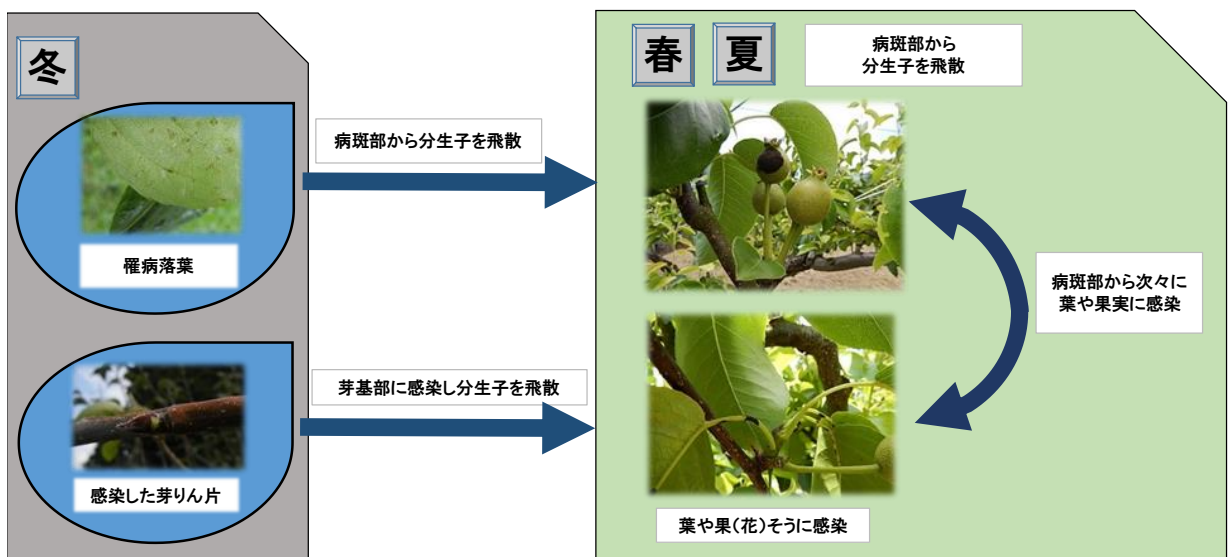 冬
罹病落葉
感染した芽りん片
病斑部から分生子を飛散
芽基部に感染し分生子を飛散
春 夏
病斑部から
分生子を飛散
病斑部から次々に
葉や果実に感染
葉や果(花)そうに感染